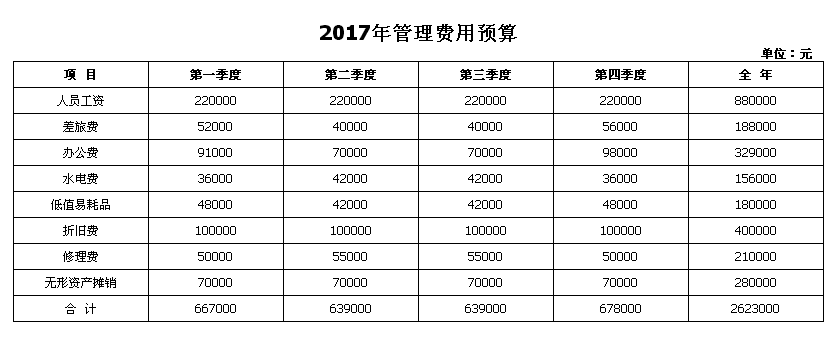 2017年管理费用预算
单位：元
项 目 第一季度 第二季度 第三季度 第四季度 全 年
人员工资 220000 220000 220000 220000 880000
差旅费 52000 40000 40000 56000 188000
办公费 91000 70000 70000 98000 329000
水电费 36000 42000 42000 36000 156000
低值易耗品 48000 42000 42000 48000 180000
折旧费 100000 100000 100000 100000 400000
修理费 50000 55000 55000 50000 210000
无形资产摊销 70000 70000 70000 70000 280000
合 计 667000 639000 639000 678000 2623000